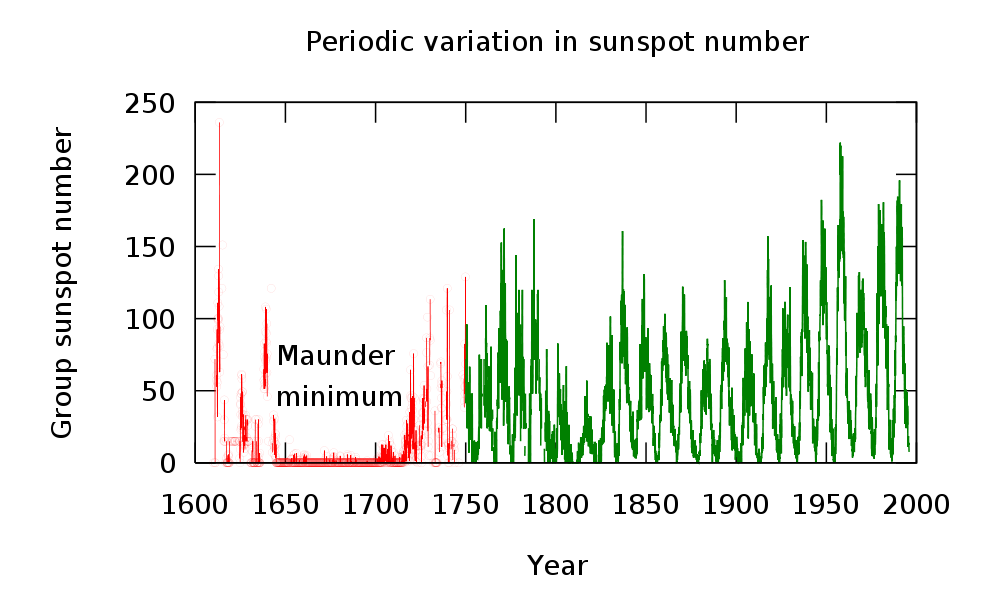 Periodic variation in sunspot number
Group sunspot number
250
200
150
100
50
0
Maunder
minimum
1600 1650 1700 1750 1800 1850 1900 1950 2000
Year